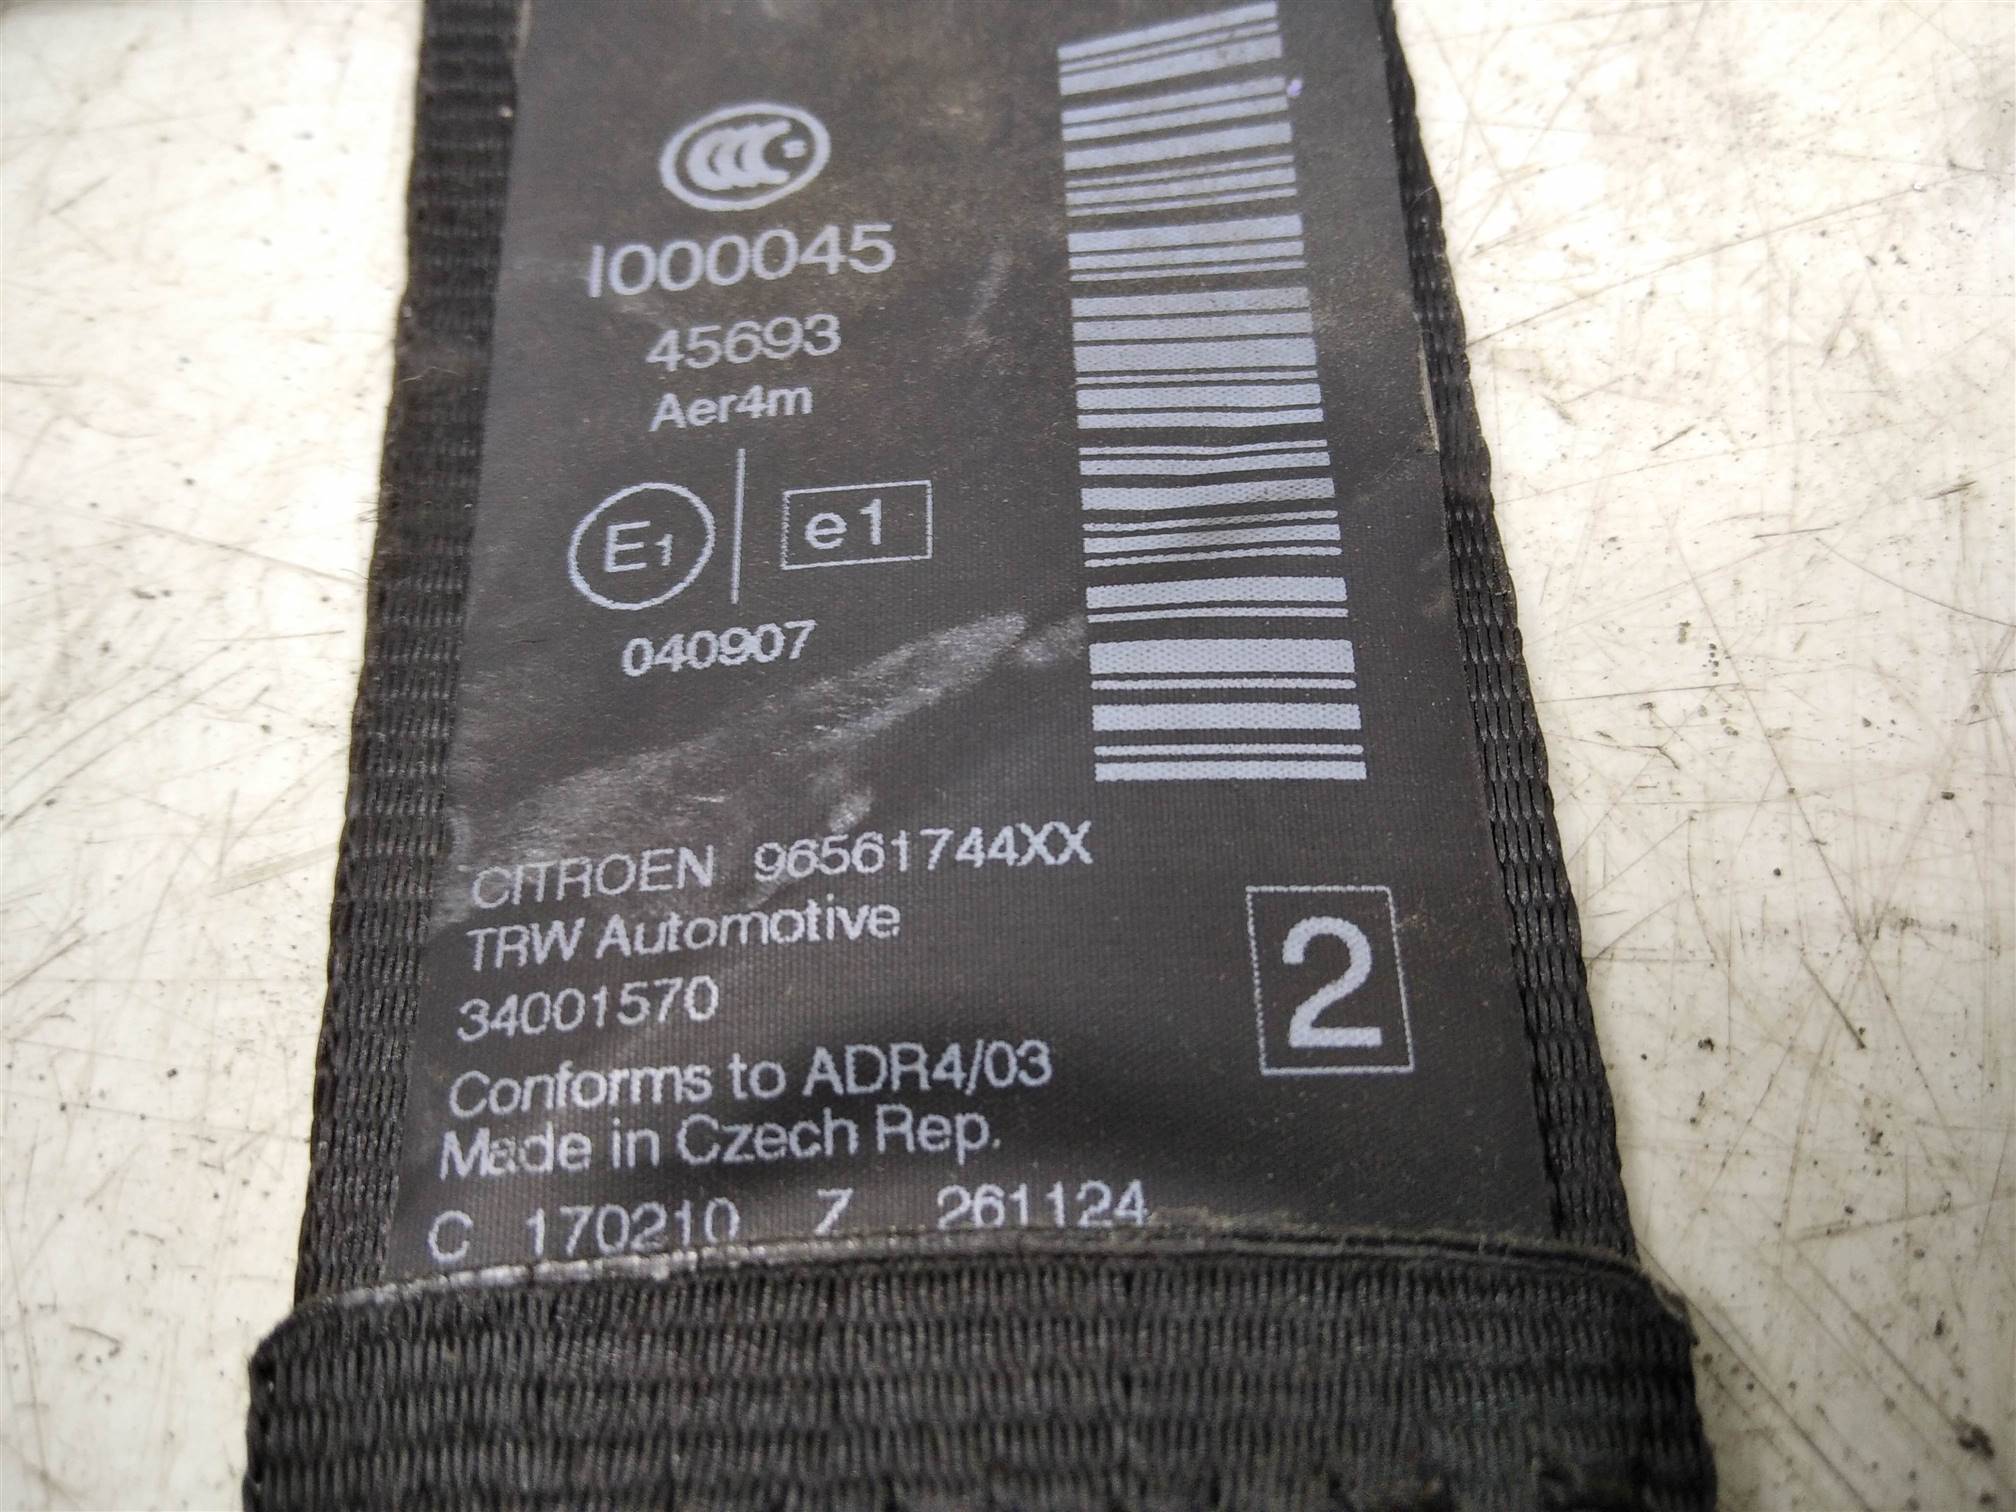 CCC
I000045
45693
Aer4m
E1 e1
040907
CITROEN 96561744XX
TRW Automotive
34001570
2
Conforms to ADR4/03
Made in Czech Rep.
C 170210 Z 261124